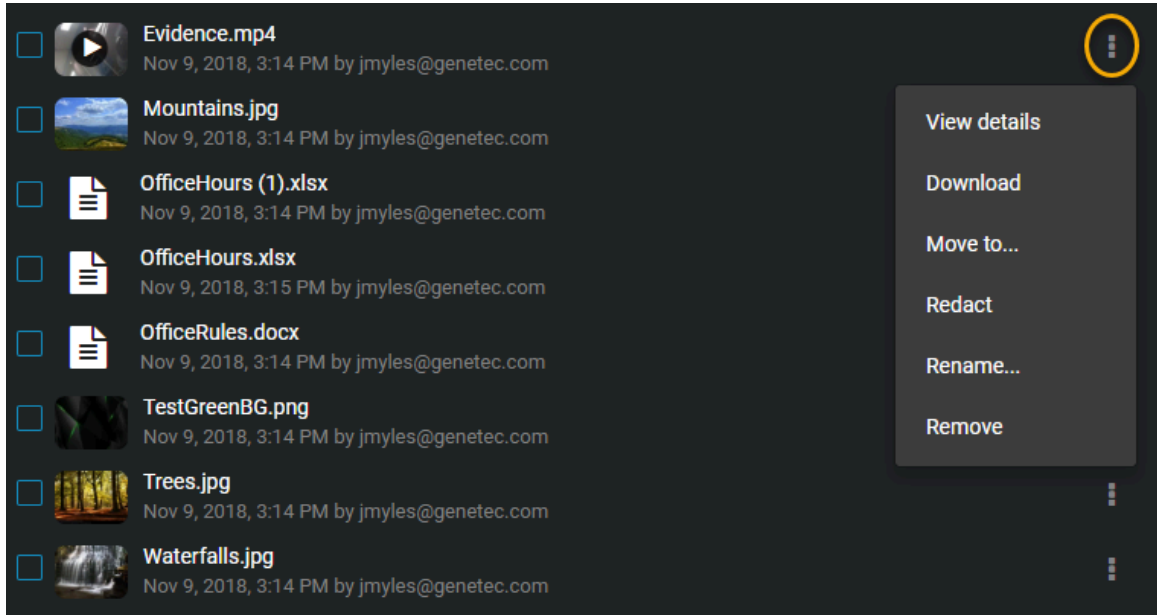 Evidence.mp4
Nov 9, 2018, 3:14 PM by jmyles@genetec.com
Mountains.jpg
Nov 9, 2018, 3:14 PM by jmyles@genetec.com
OfficeHours (1).xlsx
Nov 9, 2018, 3:14 PM by jmyles@genetec.com
OfficeHours.xlsx
Nov 9, 2018, 3:15 PM by jmyles@genetec.com
OfficeRules.docx
Nov 9, 2018, 3:14 PM by jmyles@genetec.com
TestGreenBG.png
Nov 9, 2018, 3:14 PM by jmyles@genetec.com
Trees.jpg
Nov 9, 2018, 3:14 PM by jmyles@genetec.com
Waterfalls.jpg
Nov 9, 2018, 3:14 PM by jmyles@genetec.com
View details
Download
Move to...
Redact
Rename...
Remove